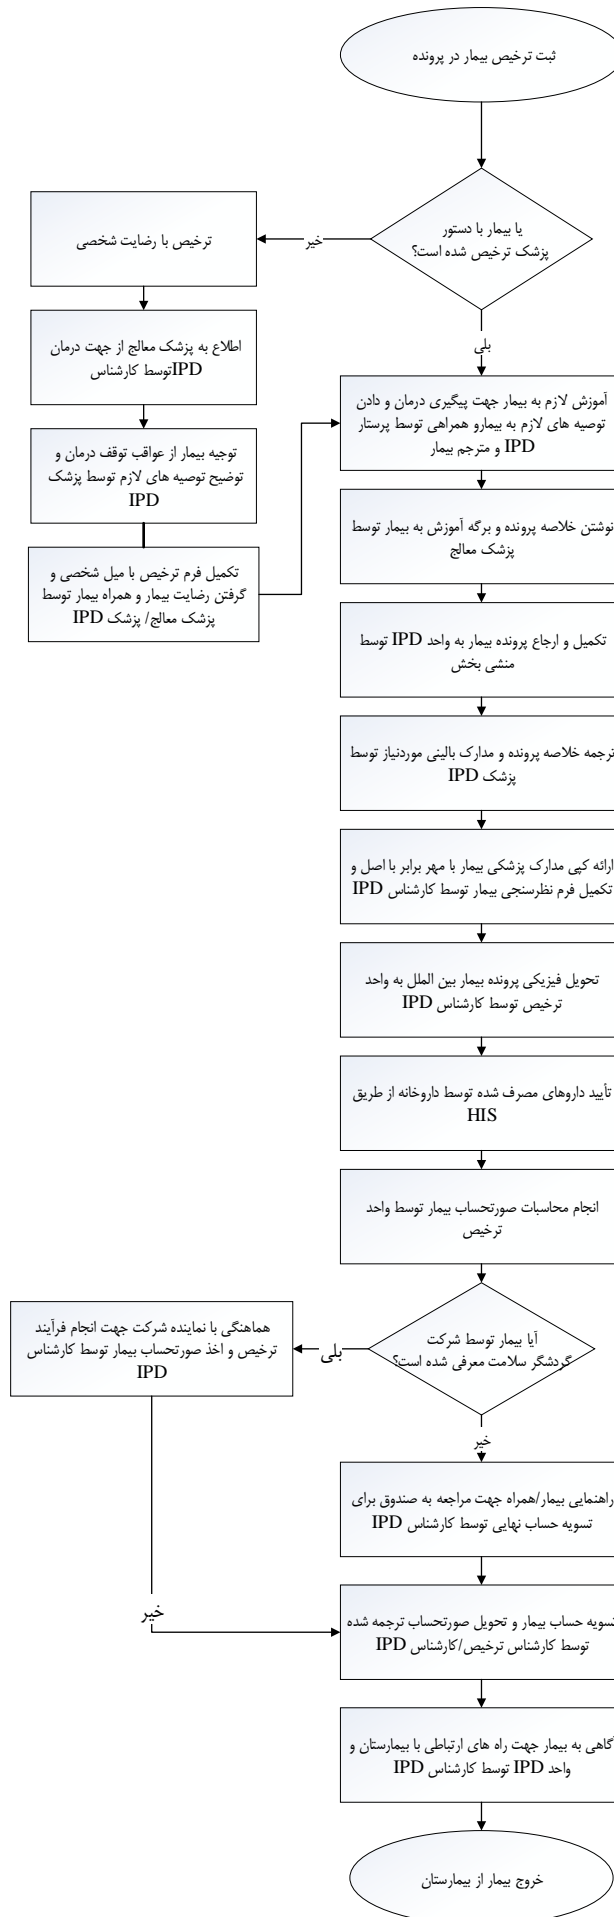 ثبت ترخیص بیمار در پرونده
یا بیمار با دستور
پزشک ترخیص شده است؟
خیر
ترخیص با رضایت شخصی
اطلاع به پزشک معالج از جهت درمان
توسط کارشناس IPD
توجیه بیمار از عواقب توقف درمان و
توضیح توصیه های لازم توسط پزشک
IPD
تکمیل فرم ترخیص با میل شخصی و
گرفتن رضایت بیمار و همراه بیمار توسط
پزشک معالج/ پزشک IPD
بلی
آموزش لازم به بیمار جهت پیگیری درمان و دادن
توصیه های لازم به بیمارو همراهی توسط پرستار
IPD و مترجم بیمار
نوشتن خلاصه پرونده و برگه آموزش به بیمار توسط
پزشک معالج
تکمیل و ارجاع پرونده بیمار به واحد IPD توسط
منشی بخش
ترجمه خلاصه پرونده و مدارک بالینی موردنیاز توسط
پزشک IPD
ارائه کپی مدارک پزشکی بیمار با مهر برابر با اصل و
تکمیل فرم نظرسنجی بیمار توسط کارشناس IPD
تحویل فیزیکی پرونده بیمار بین الملل به واحد
ترخیص توسط کارشناس IPD
تأیید داروهای مصرف شده توسط داروخانه از طریق
HIS
انجام محاسبات صورتحساب بیمار توسط واحد
ترخیص
آیا بیمار توسط شرکت
گردشگر سلامت معرفی شده است؟
بلی
هماهنگی با نماینده شرکت جهت انجام فرآیند
ترخیص و اخذ صورتحساب بیمار توسط کارشناس
IPD
خیر
راهنمایی بیمار/همراه جهت مراجعه به صندوق برای
تسویه حساب نهایی توسط کارشناس IPD
خیر
تسویه حساب بیمار و تحویل صورتحساب ترجمه شده
توسط کارشناس ترخیص/کارشناس IPD
گاهی به بیمار جهت راه های ارتباطی با بیمارستان و
واحد IPD توسط کارشناس IPD
خروج بیمار از بیمارستان